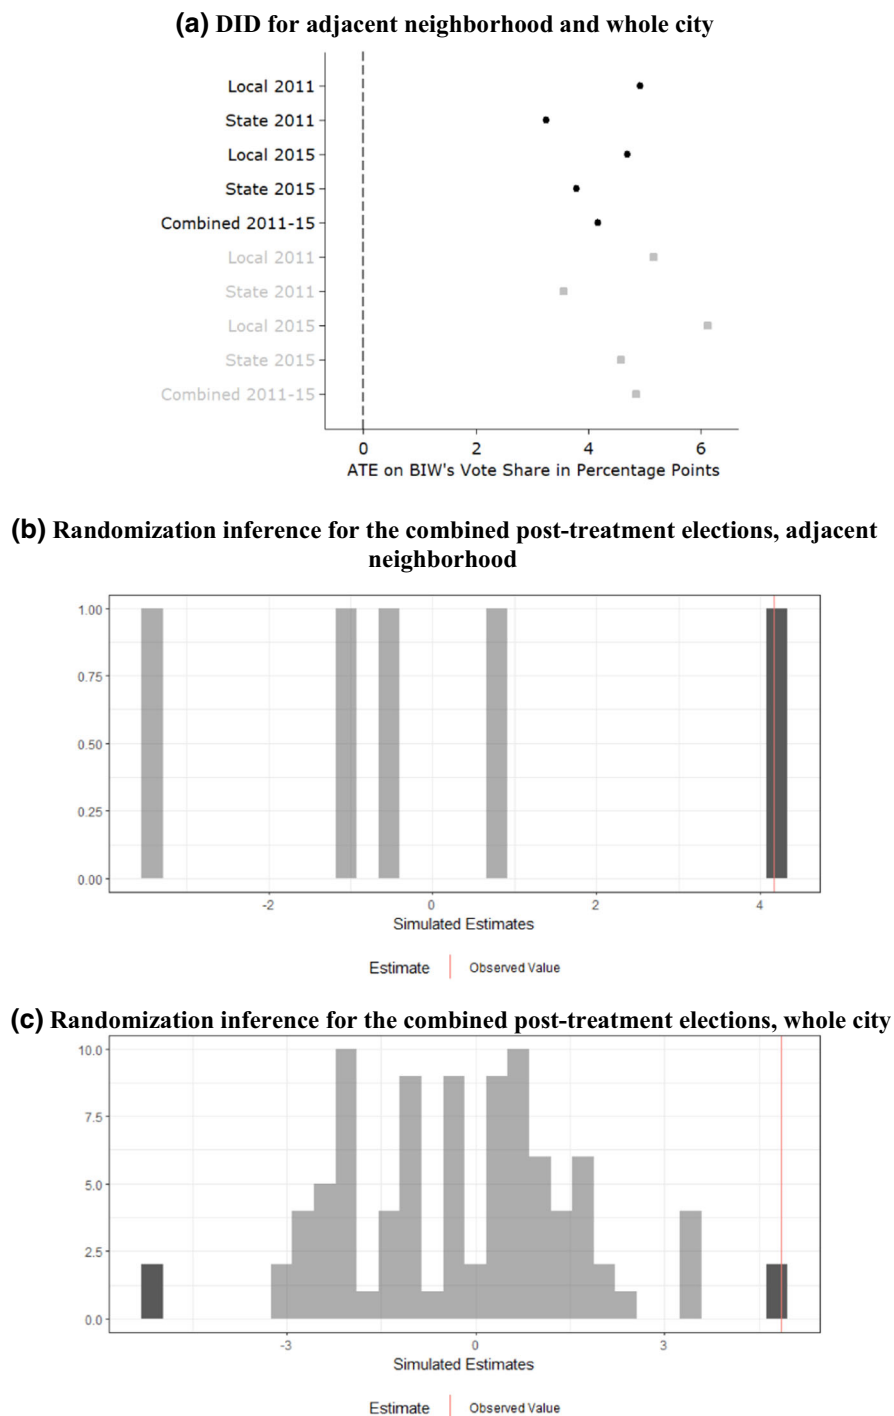 (a) DID for adjacent neighborhood and whole city
Local 2011
State 2011
Local 2015
State 2015
Combined 2011-15
Local 2011
State 2011
Local 2015
State 2015
Combined 2011-15
0 2 4 6
ATE on BIW's Vote Share in Percentage Points
(b) Randomization inference for the combined post-treatment elections, adjacent
neighborhood
1.00
0.75
0.50
0.25
0.00
-2 0 2 4
Simulated Estimates
Estimate Observed Value
(c) Randomization inference for the combined post-treatment elections, whole city
10.0
7.5
5.0
2.5
0.0
-3 0 3
Simulated Estimates
Estimate Observed Value